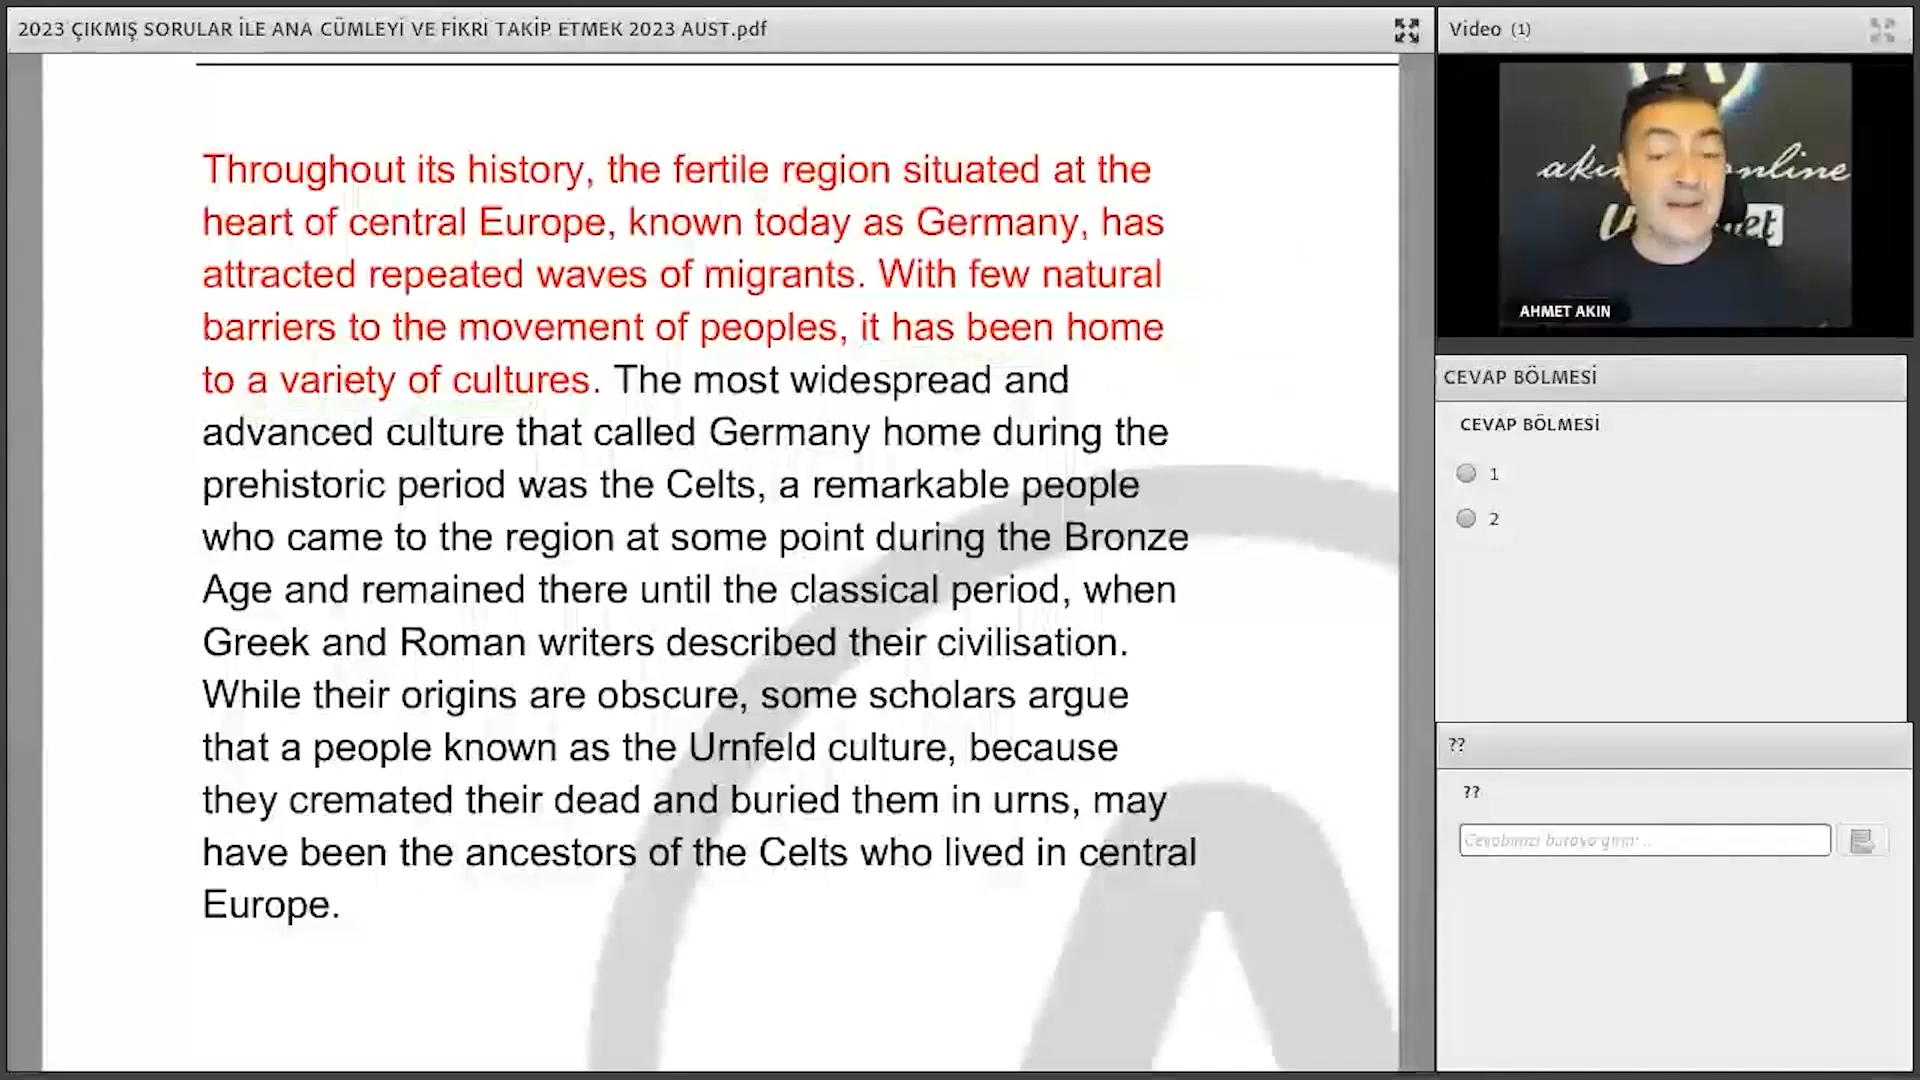 2023 ÇIKMIŞ SORULAR İLE ANA CÜMLEYİ VE FİKRİ TAKİP ETMEK 2023 AUST.pdf
Throughout its history, the fertile region situated at the
heart of central Europe, known today as Germany, has
attracted repeated waves of migrants. With few natural
barriers to the movement of peoples, it has been home
to a variety of cultures. The most widespread and
advanced culture that called Germany home during the
prehistoric period was the Celts, a remarkable people
who came to the region at some point during the Bronze
Age and remained there until the classical period, when
Greek and Roman writers described their civilisation.
While their origins are obscure, some scholars argue
that a people known as the Urnfeld culture, because
they cremated their dead and buried them in urns, may
have been the ancestors of the Celts who lived in central
Europe.
Video (1)
online
AHMET AKIN
CEVAP BÖLMESİ
CEVAP BÖLMESİ
1
2
??
??
Cevabınızı buraya girin: ..